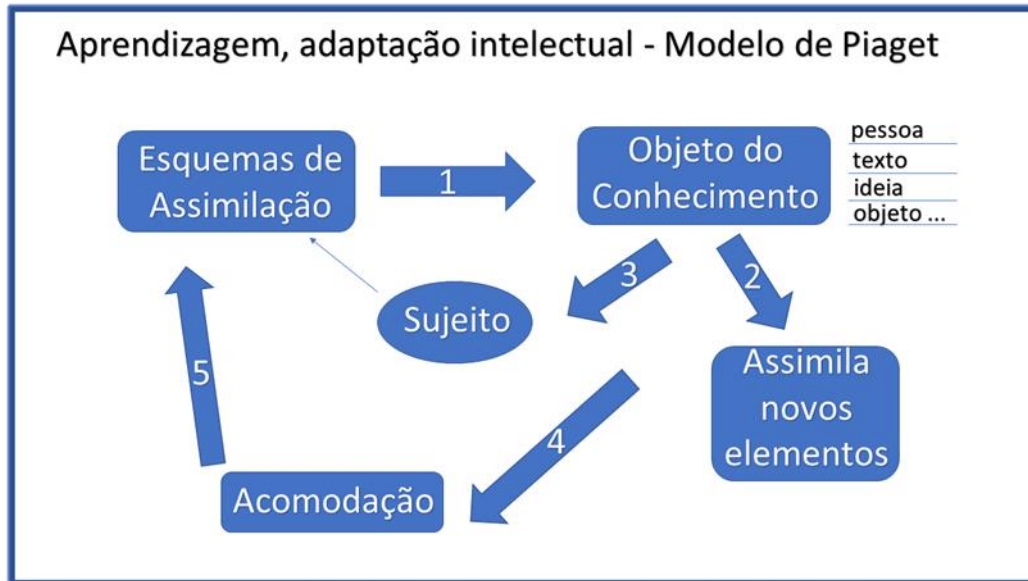 Aprendizagem, adaptação intelectual - Modelo de Piaget
Esquemas de
Assimilação
1
Objeto do
Conhecimento
pessoa
texto
ideia
objeto ...
3
2
Sujeito
Assimila
novos
elementos
5
4
Acomodação